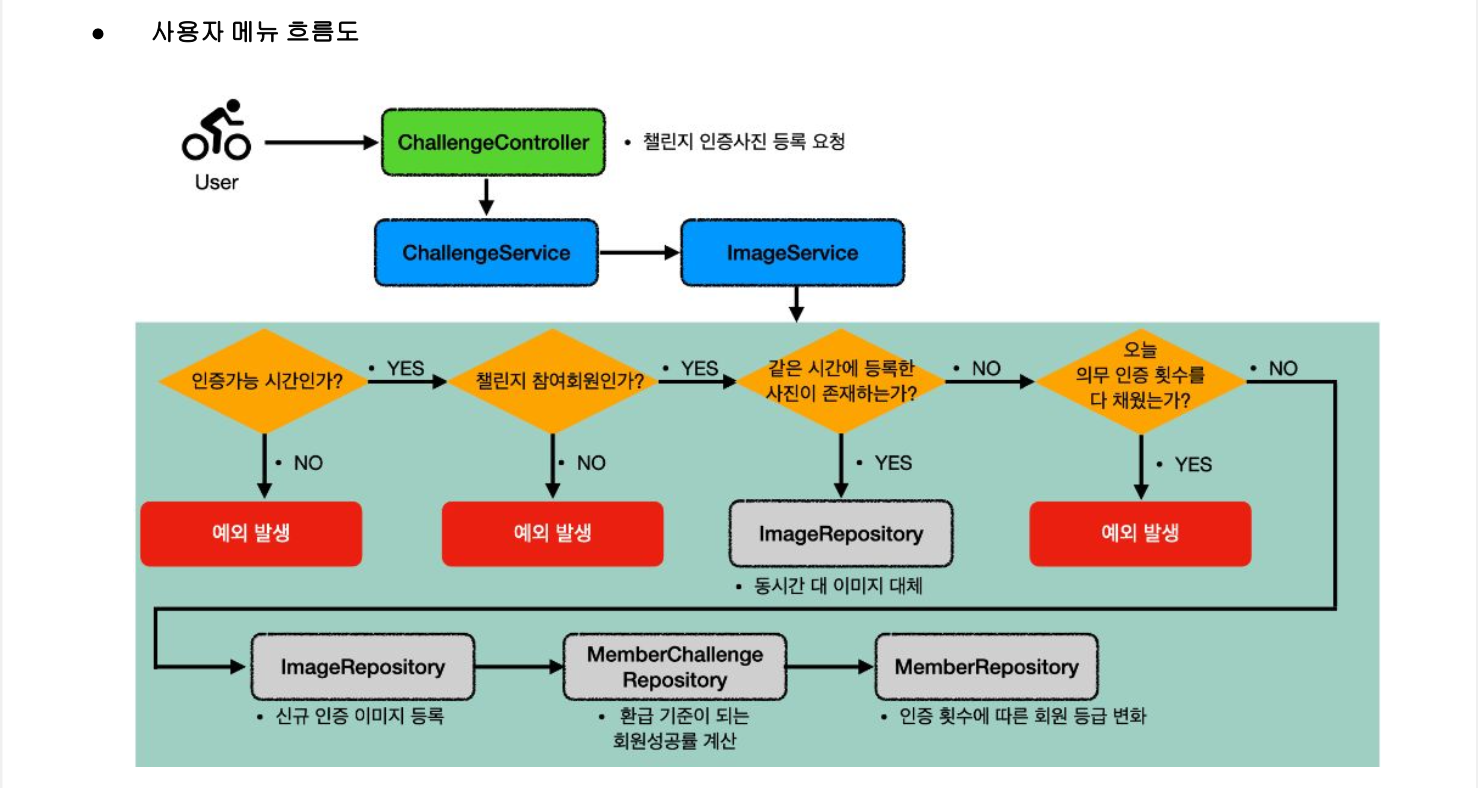 ● 사용자 메뉴 흐름도
User
ChallengeController
• 챌린지 인증사진 등록 요청
ChallengeService
ImageService
인증가능 시간인가?
• YES
챌린지 참여회원인가?
• YES
같은 시간에 등록한
사진이 존재하는가?
• NO
오늘
의무 인증 횟수를
다 채웠는가?
• NO
• NO
• NO
• YES
• YES
예외 발생
예외 발생
ImageRepository
예외 발생
• 동시간 대 이미지 대체
ImageRepository
MemberChallenge
Repository
MemberRepository
• 신규 인증 이미지 등록
• 환급 기준이 되는
회원성공률 계산
• 인증 횟수에 따른 회원 등급 변화